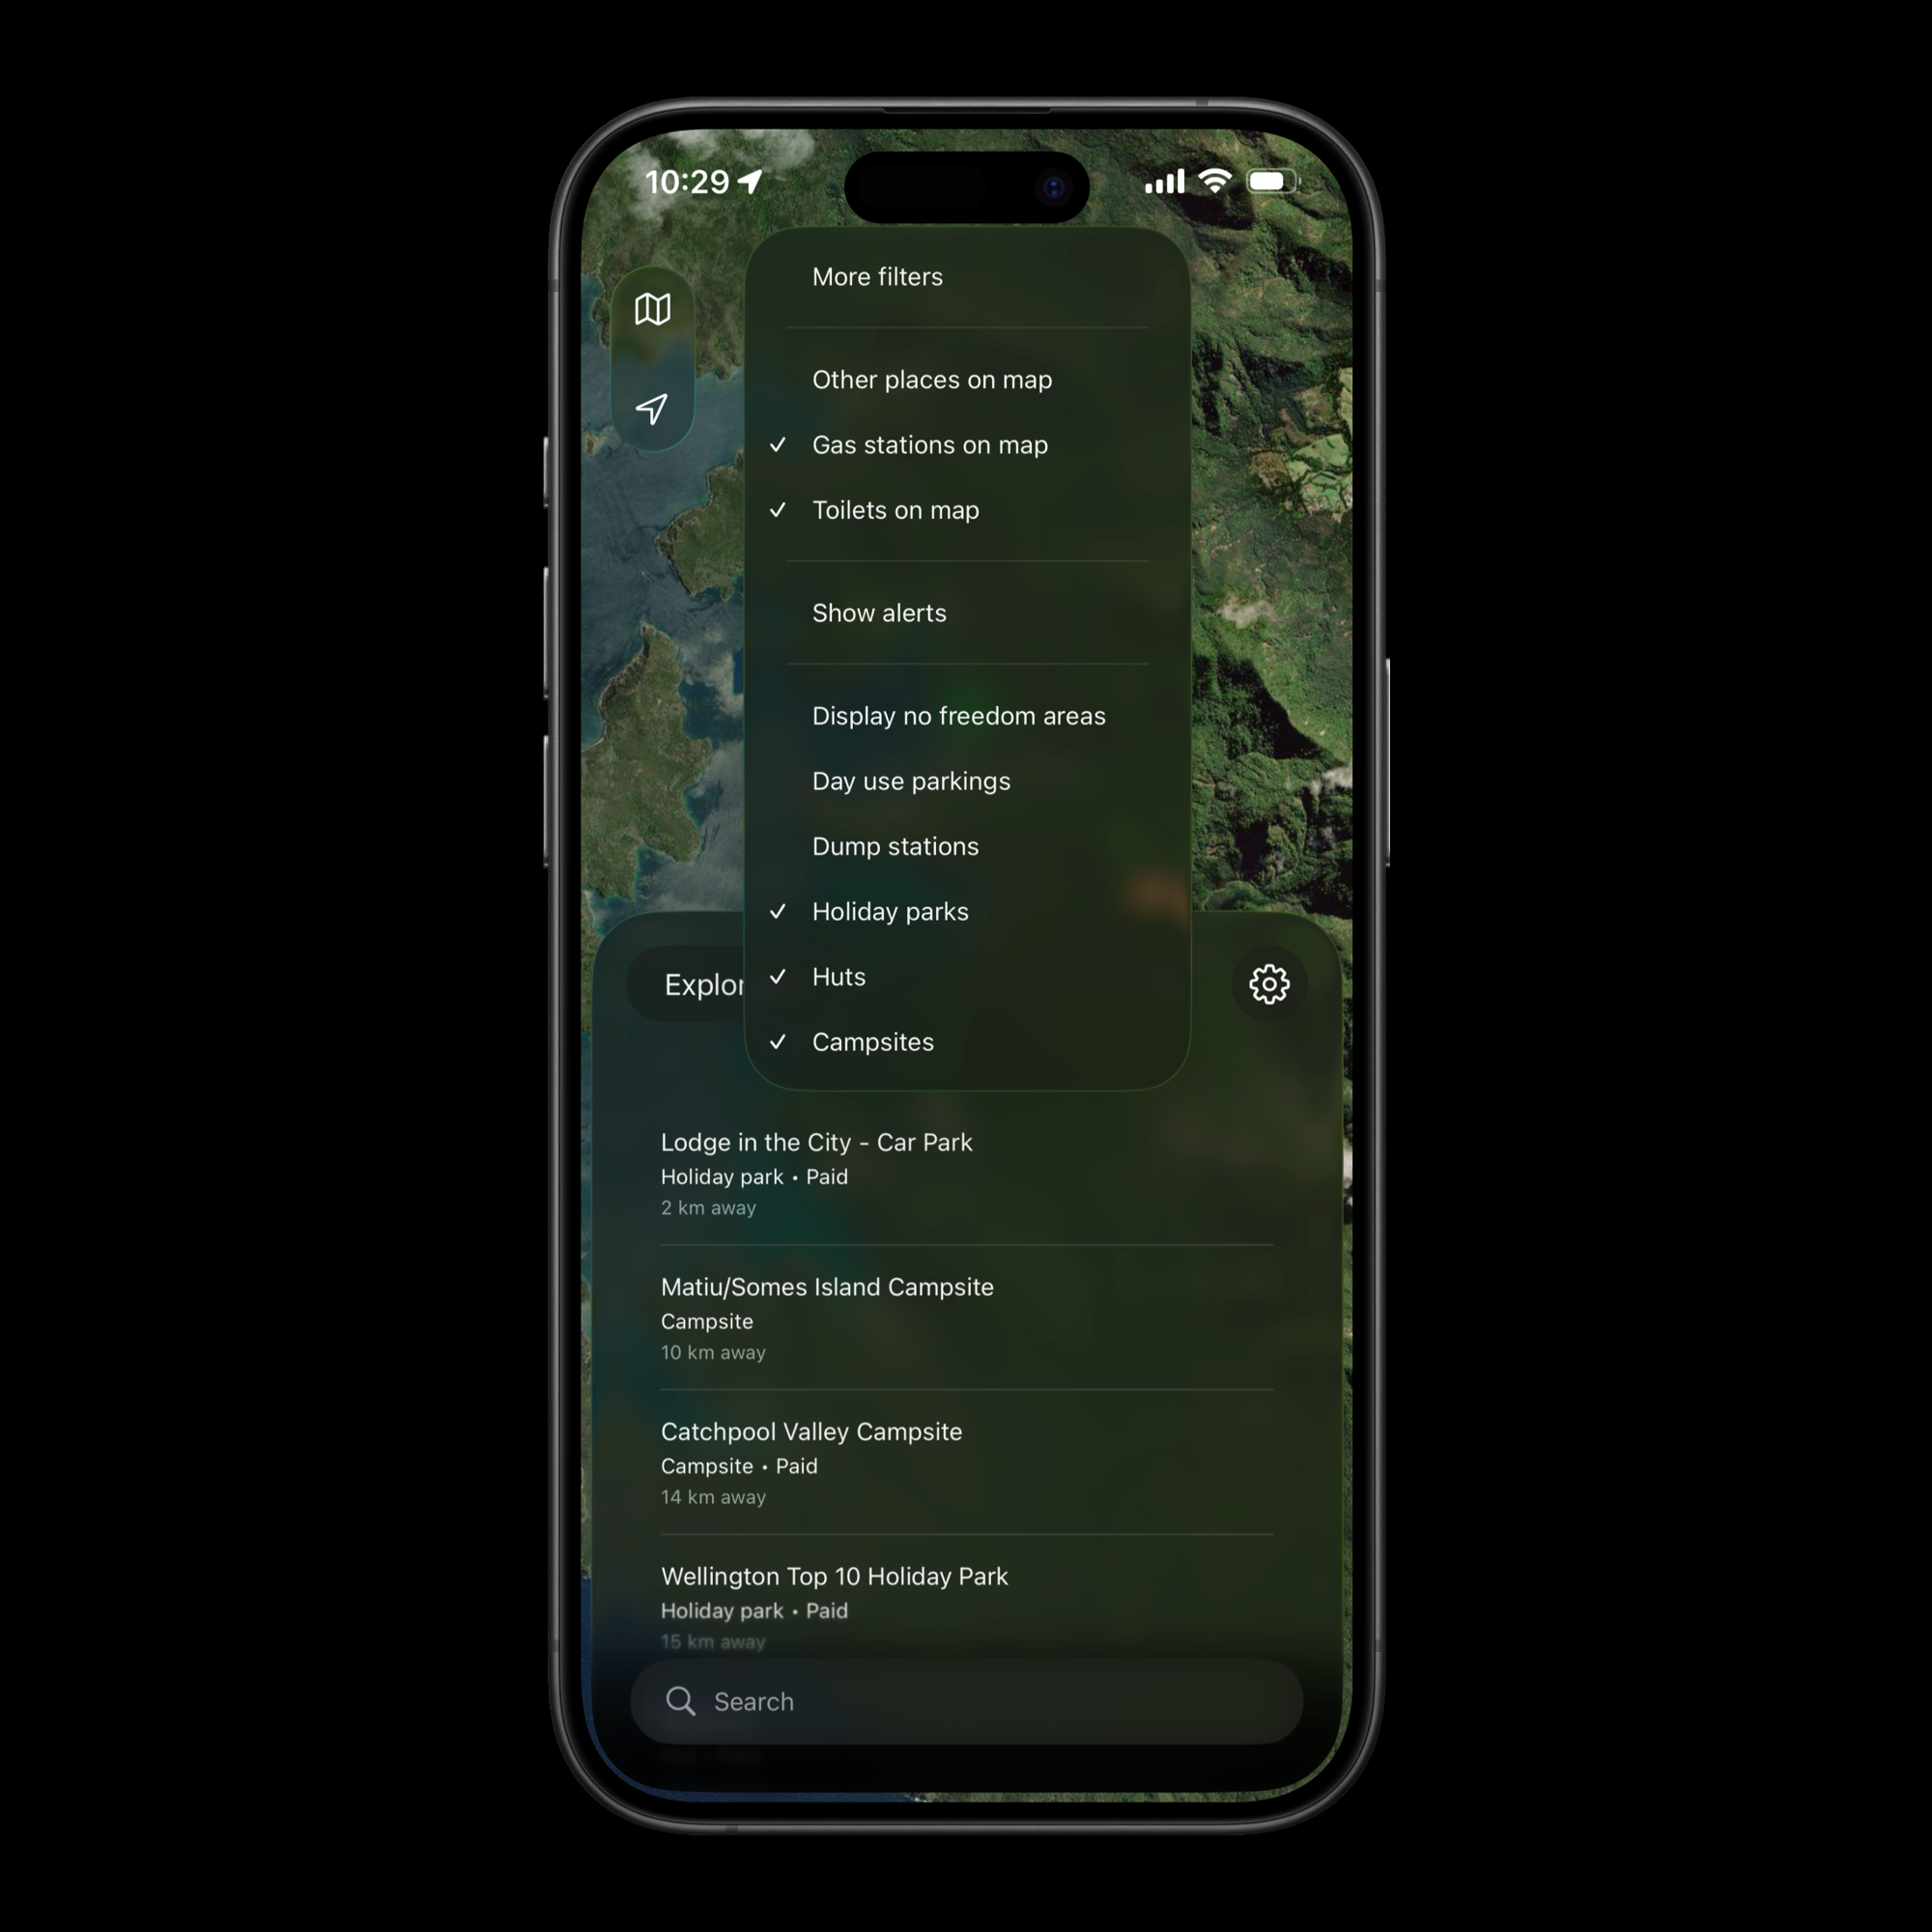 10:29
More filters
Other places on map
Gas stations on map
Toilets on map
Show alerts
Display no freedom areas
Day use parkings
Dump stations
Holiday parks
Huts
Campsites
Lodge in the City - Car Park
Holiday park • Paid
2 km away
Matiu/Somes Island Campsite
Campsite
10 km away
Catchpool Valley Campsite
Campsite • Paid
14 km away
Wellington Top 10 Holiday Park
Holiday park • Paid
15 km away
Search